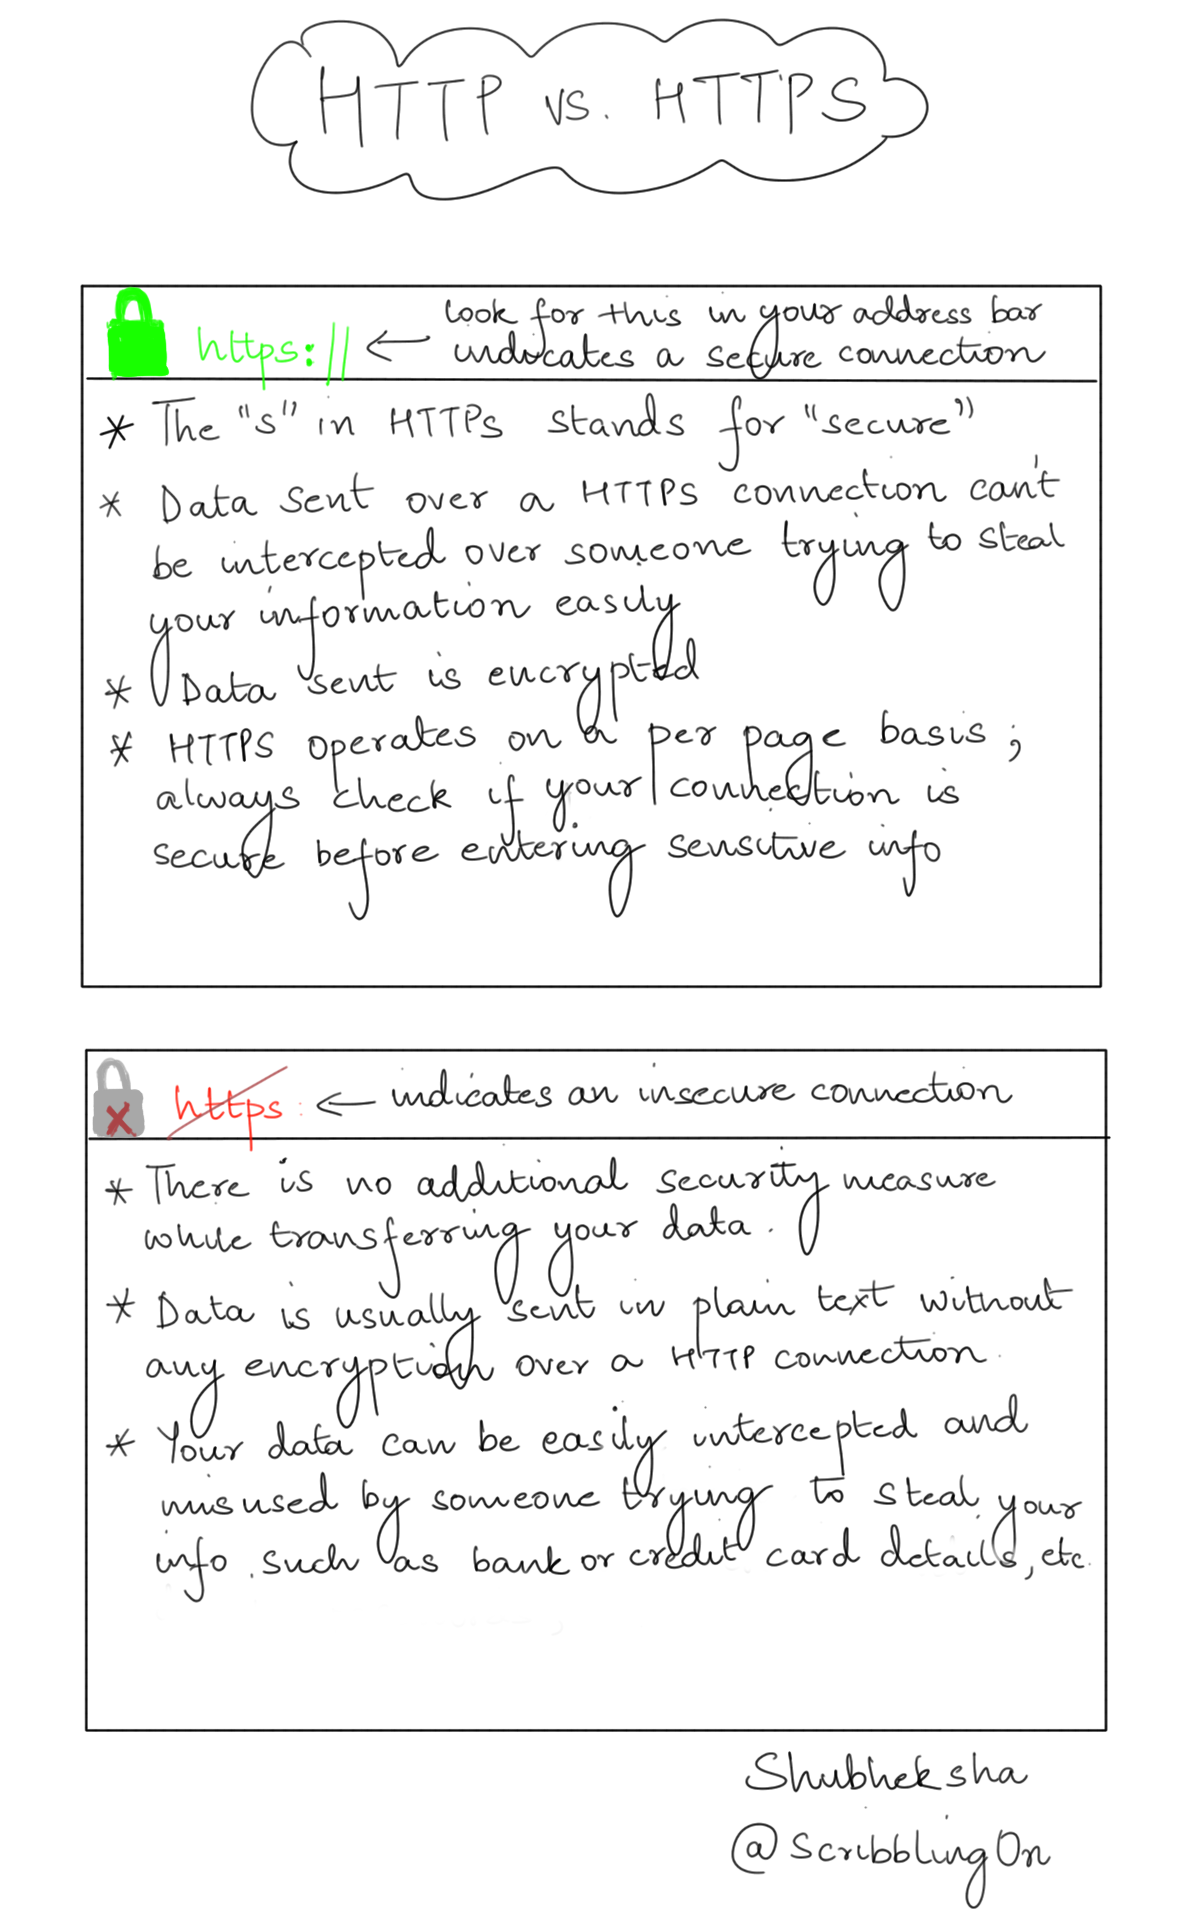 HTTP vs. HTTPS
look for this in your address bar
https:// ← indicates a secure connection
* The "s" in HTTPs stands for "secure"
* Data sent over a HTTPS connection can't
be intercepted over someone trying to steal
your information easily
* Data sent is encrypted
* HTTPS operates on a per page basis ;
always check if your connection is
secure before entering sensitive info
https: ← indicates an insecure connection
* There is no additional security measure
while transferring your data.
* Data is usually sent in plain text without
any encryption over a HTTP connection.
* Your data can be easily intercepted and
misused by someone trying to steal your
info such as bank or credit card details, etc.
Shubheksha
@ScribblingOn